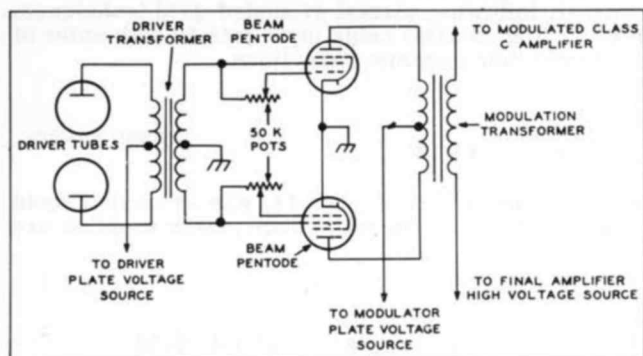 DRIVER
TRANSFORMER
BEAM
PENTODE
TO MODULATED CLASS
C AMPLIFIER
DRIVER TUBES
50 K
POTS
MODULATION
TRANSFORMER
BEAM
PENTODE
TO DRIVER
PLATE VOLTAGE
SOURCE
TO MODULATOR
PLATE VOLTAGE
SOURCE
TO FINAL AMPLIFIER
HIGH VOLTAGE SOURCE